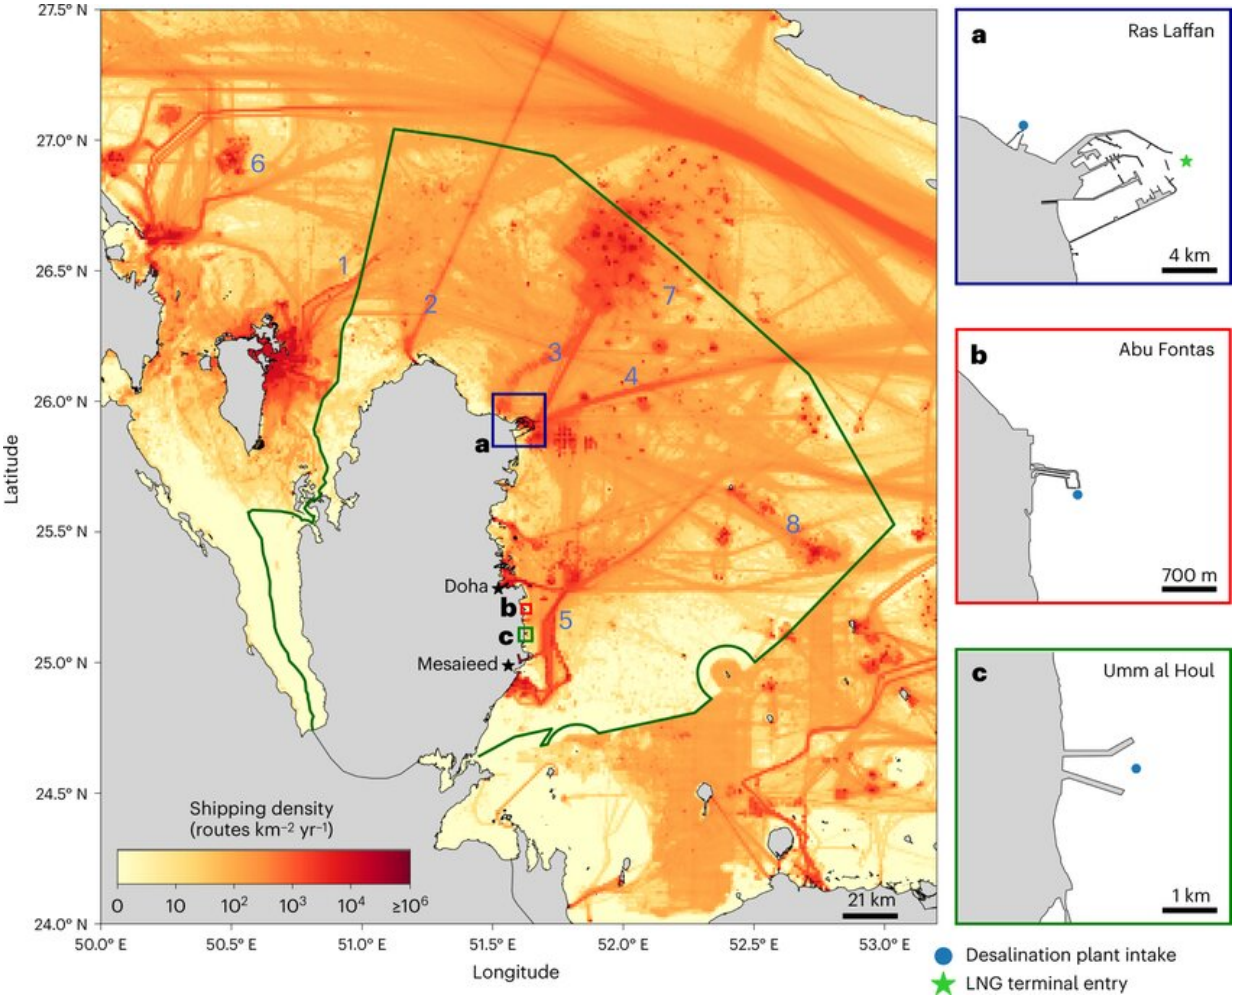 27.5° N
27.0° N
26.5° N
26.0° N
25.5° N
25.0° N
24.5° N
24.0° N
Latitude
50.0° E
50.5° E
51.0° E
51.5° E
52.0° E
52.5° E
53.0° E
Longitude
6
1
2
7
3
4
a
8
Doha
b
5
c
Mesaieed
Shipping density
(routes km⁻² yr⁻¹)
0
10
10²
10³
10⁴
≥10⁶
21 km
a
Ras Laffan
4 km
b
Abu Fontas
700 m
c
Umm al Houl
1 km
Desalination plant intake
LNG terminal entry